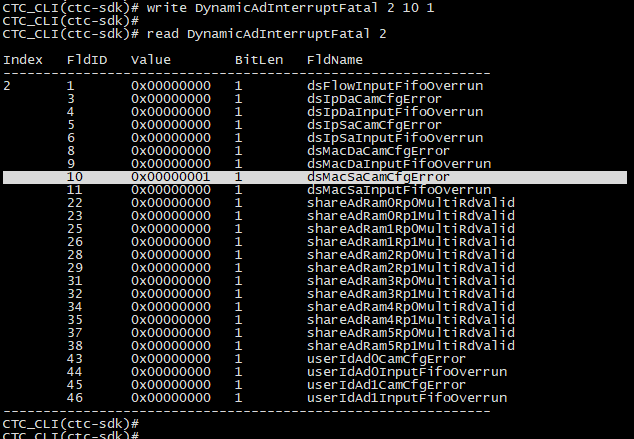 CTC_CLI(ctc-sdk)# write DynamicAdInterruptFatal 2 10 1
CTC_CLI(ctc-sdk)#
CTC_CLI(ctc-sdk)# read DynamicAdInterruptFatal 2
Index FldID Value BitLen FldName
------------------------------------------------------------
2 1 0x00000000 1 dsFlowInputFifoOverrun
3 0x00000000 1 dsIpDaCamCfgError
4 0x00000000 1 dsIpDaInputFifoOverrun
5 0x00000000 1 dsIpSaCamCfgError
6 0x00000000 1 dsIpSaInputFifoOverrun
8 0x00000000 1 dsMacDaCamCfgError
9 0x00000000 1 dsMacDaInputFifoOverrun
10 0x00000001 1 dsMacSaCamCfgError
11 0x00000000 1 dsMacSaInputFifoOverrun
22 0x00000000 1 shareAdRam0Rp0MultiRdValid
23 0x00000000 1 shareAdRam0Rp1MultiRdValid
25 0x00000000 1 shareAdRam1Rp0MultiRdValid
26 0x00000000 1 shareAdRam1Rp1MultiRdValid
28 0x00000000 1 shareAdRam2Rp0MultiRdValid
29 0x00000000 1 shareAdRam2Rp1MultiRdValid
31 0x00000000 1 shareAdRam3Rp0MultiRdValid
32 0x00000000 1 shareAdRam3Rp1MultiRdValid
34 0x00000000 1 shareAdRam4Rp0MultiRdValid
35 0x00000000 1 shareAdRam4Rp1MultiRdValid
37 0x00000000 1 shareAdRam5Rp0MultiRdValid
38 0x00000000 1 shareAdRam5Rp1MultiRdValid
43 0x00000000 1 userIdAd0CamCfgError
44 0x00000000 1 userIdAd0InputFifoOverrun
45 0x00000000 1 userIdAd1CamCfgError
46 0x00000000 1 userIdAd1InputFifoOverrun
------------------------------------------------------------
CTC_CLI(ctc-sdk)#
CTC_CLI(ctc-sdk)#